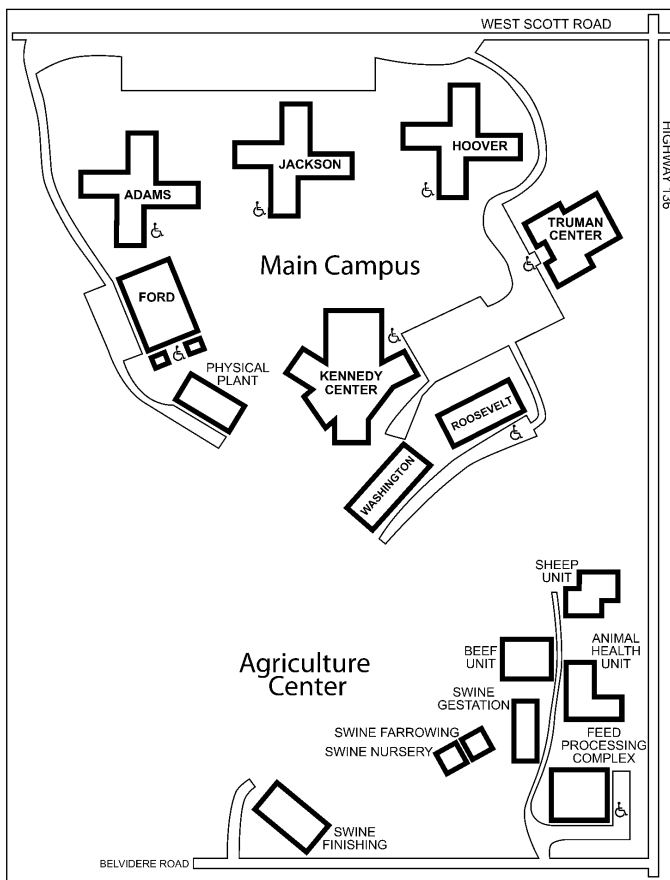 WEST SCOTT ROAD
HIGHWAY 136
HOOVER
JACKSON
ADAMS
TRUMAN
CENTER
Main Campus
FORD
PHYSICAL
PLANT
KENNEDY
CENTER
ROOSEVELT
WASHINGTON
SHEEP
UNIT
BEEF
UNIT
ANIMAL
HEALTH
UNIT
Agriculture
Center
SWINE
GESTATION
SWINE FARROWING
SWINE NURSERY
FEED
PROCESSING
COMPLEX
SWINE
FINISHING
BELVIDERE ROAD